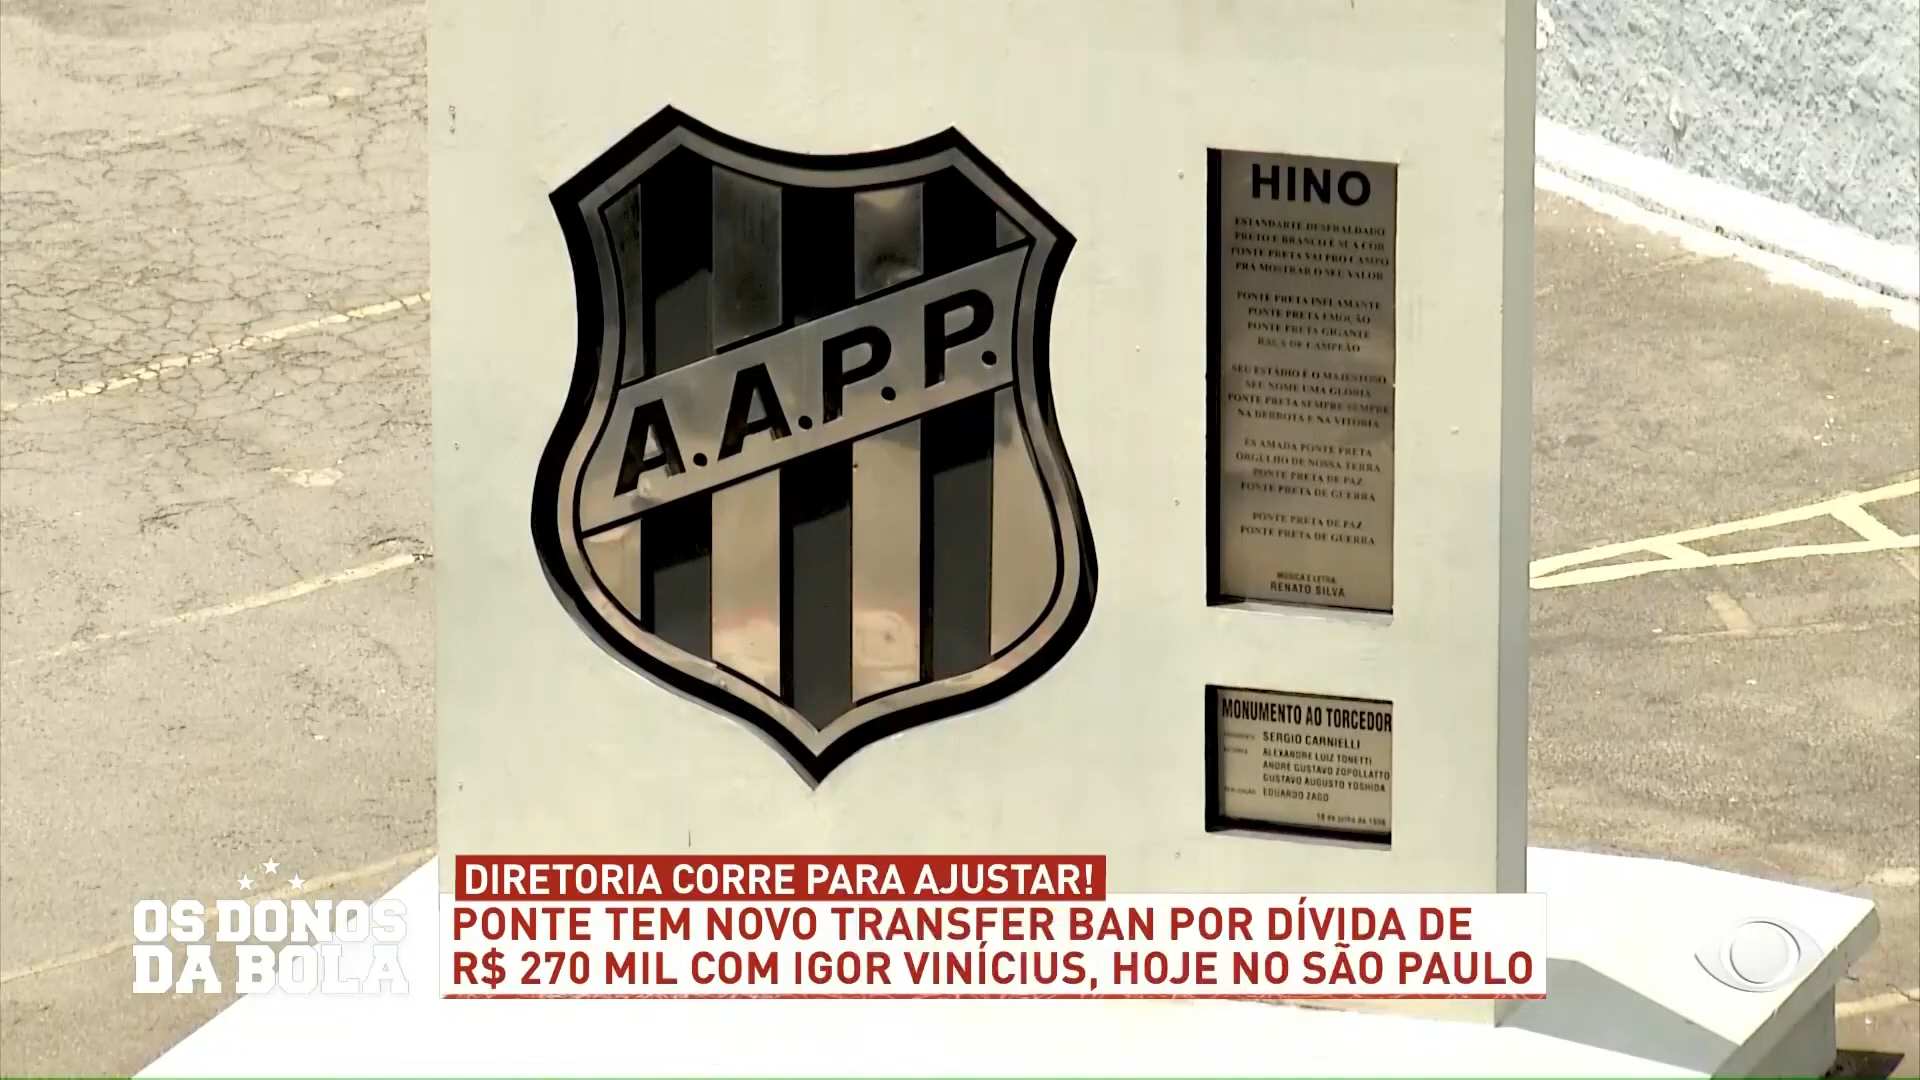 A.A.P.P.
HINO
ESTANDARTE DESFRALDADO
PRETO E BRANCO É SUA COR
PONTE PRETA VAI PRO CAMPO
PRA MOSTRAR O SEU VALOR
PONTE PRETA INFLAMANTE
PONTE PRETA EMOÇÃO
PONTE PRETA GIGANTE
RAÇA DE CAMPEÃO
SEU ESTÁDIO É O MAJESTOSO
SEU NOME UMA GLÓRIA
PONTE PRETA SEMPRE SEMPRE
NA DERROTA E NA VITÓRIA
ÉS AMADA PONTE PRETA
ORGULHO DE NOSSA TERRA
PONTE PRETA DE PAZ
PONTE PRETA DE GUERRA
PONTE PRETA DE PAZ
PONTE PRETA DE GUERRA
MÚSICA E LETRA:
RENATO SILVA
MONUMENTO AO TORCEDOR
SERGIO CARNIELLI
ALEXANDRE LUIZ TONETTI
ANDRÉ GUSTAVO ZOPOLLATTO
GUSTAVO AUGUSTO YOSHIDA
EDUARDO ZAGO
DIRETORIA CORRE PARA AJUSTAR!
PONTE TEM NOVO TRANSFER BAN POR DÍVIDA DE
R$ 270 MIL COM IGOR VINÍCIUS, HOJE NO SÃO PAULO
OS DONOS
DA BOLA